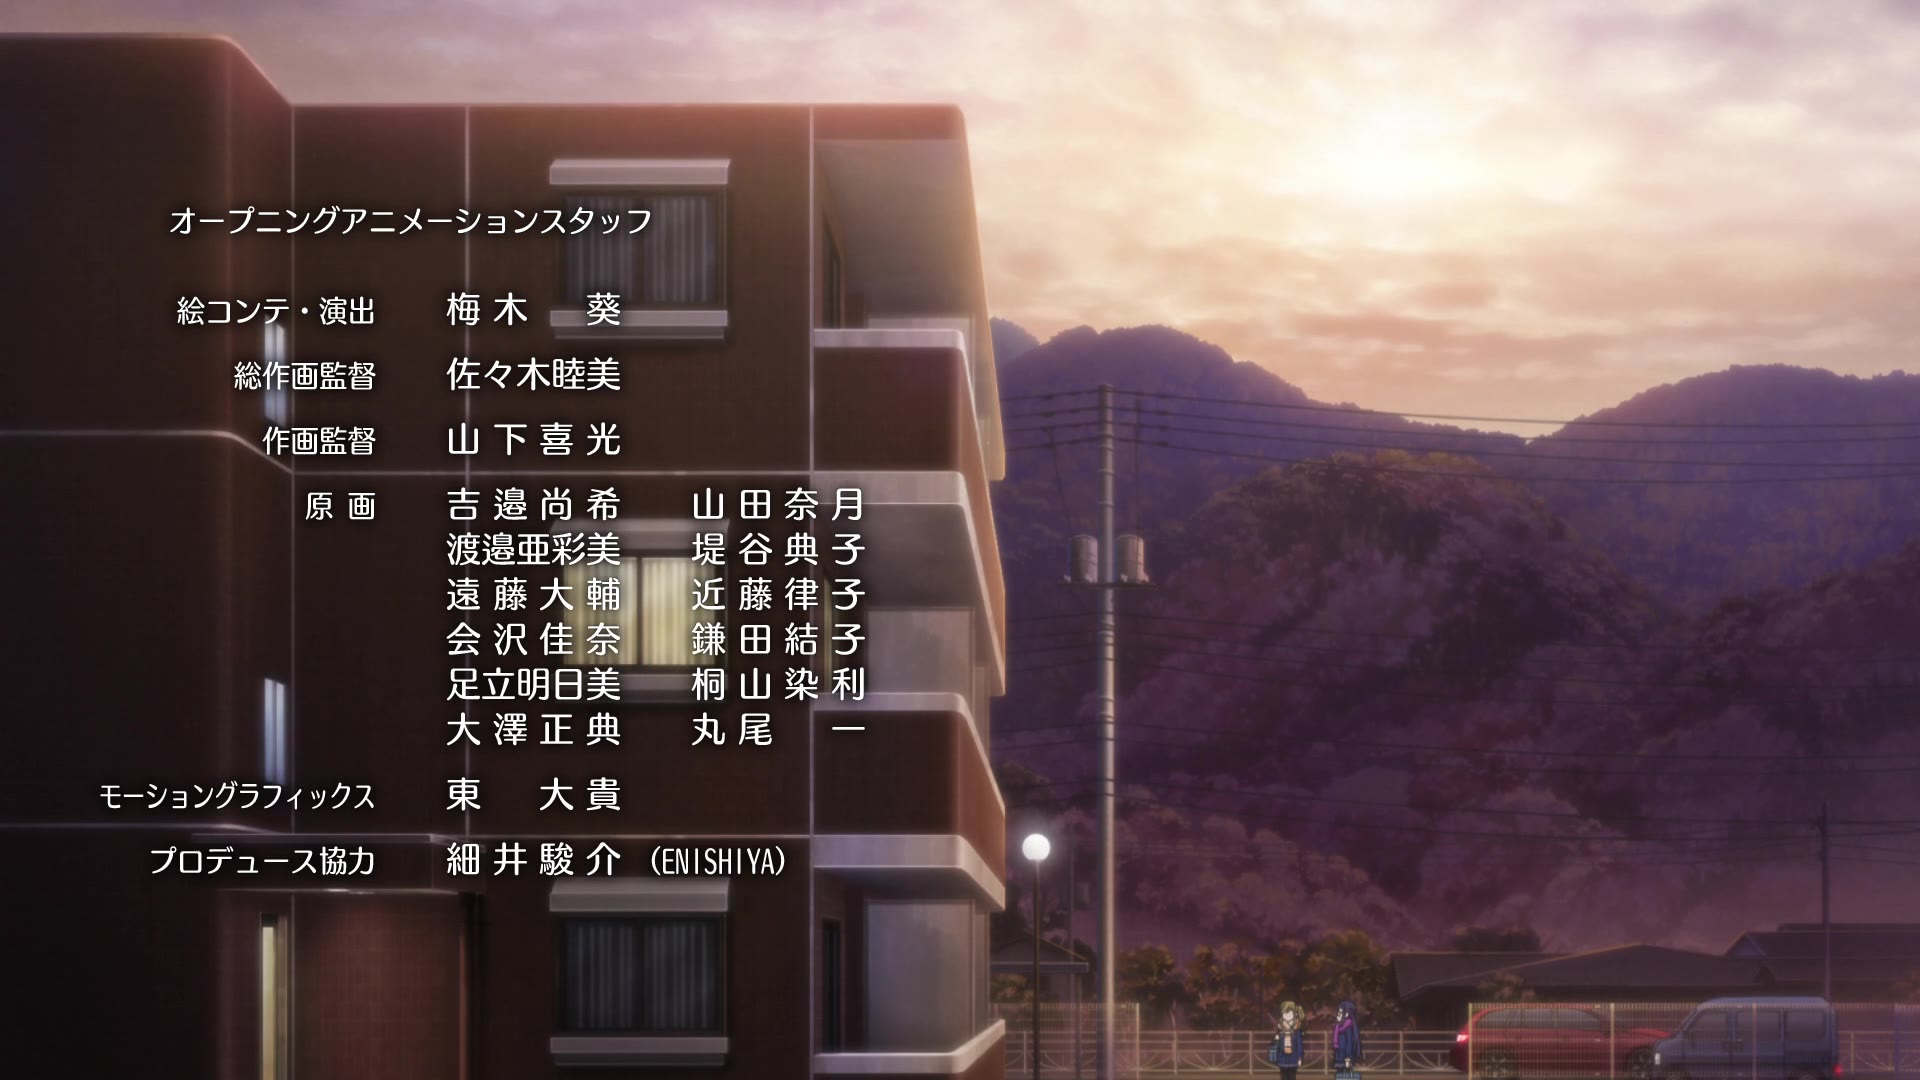 オープニングアニメーションスタッフ
絵コンテ・演出 梅木 葵
総作画監督 佐々木睦美
作画監督 山下喜光
原画 吉邉尚希 山田奈月
渡邉亜彩美 堤谷典子
遠藤大輔 近藤律子
会沢佳奈 鎌田結子
足立明日美 桐山染利
大澤正典 丸尾 一
モーショングラフィックス 東 大貴
プロデュース協力 細井駿介 (ENISHIYA)